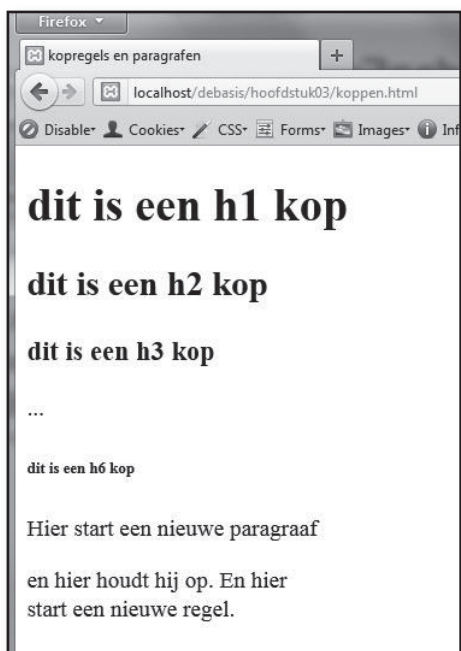 Firefox
kopregels en paragrafen
+
localhost/debasis/hoofdstuk03/koppen.html
Disable Cookies CSS Forms Images Inf
dit is een h1 kop
dit is een h2 kop
dit is een h3 kop
...
dit is een h6 kop
Hier start een nieuwe paragraaf
en hier houdt hij op. En hier
start een nieuwe regel.